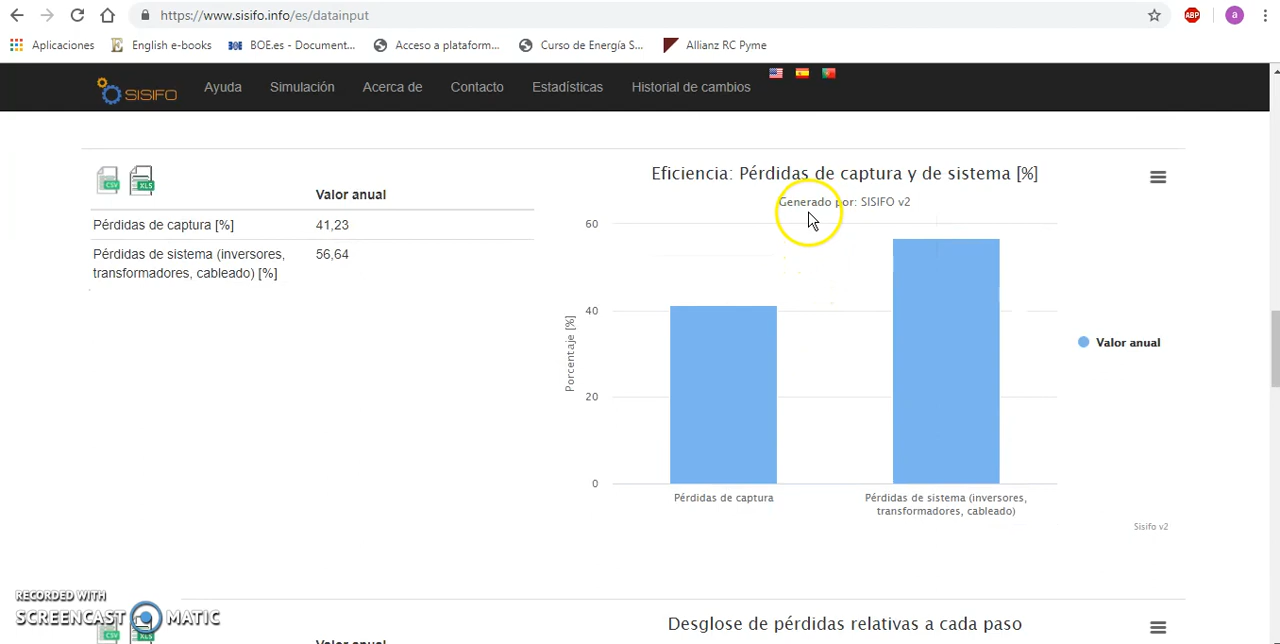 https://www.sisifo.info/es/datainput
ABP
a
Aplicaciones
English e-books
BOE.es - Document...
Acceso a plataform...
Curso de Energía S...
Allianz RC Pyme
SISIFO
Ayuda
Simulación
Acerca de
Contacto
Estadísticas
Historial de cambios
CSV
XLS
Valor anual
Pérdidas de captura [%]
41,23
Pérdidas de sistema (inversores,
transformadores, cableado) [%]
56,64
Eficiencia: Pérdidas de captura y de sistema [%]
Generado por: SISIFO v2
60
40
20
0
Porcentaje [%]
Pérdidas de captura
Pérdidas de sistema (inversores,
transformadores, cableado)
Valor anual
Sisifo v2
RECORDED WITH
SCREENCAST MATIC
CSV
XLS
Valor anual
Desglose de pérdidas relativas a cada paso